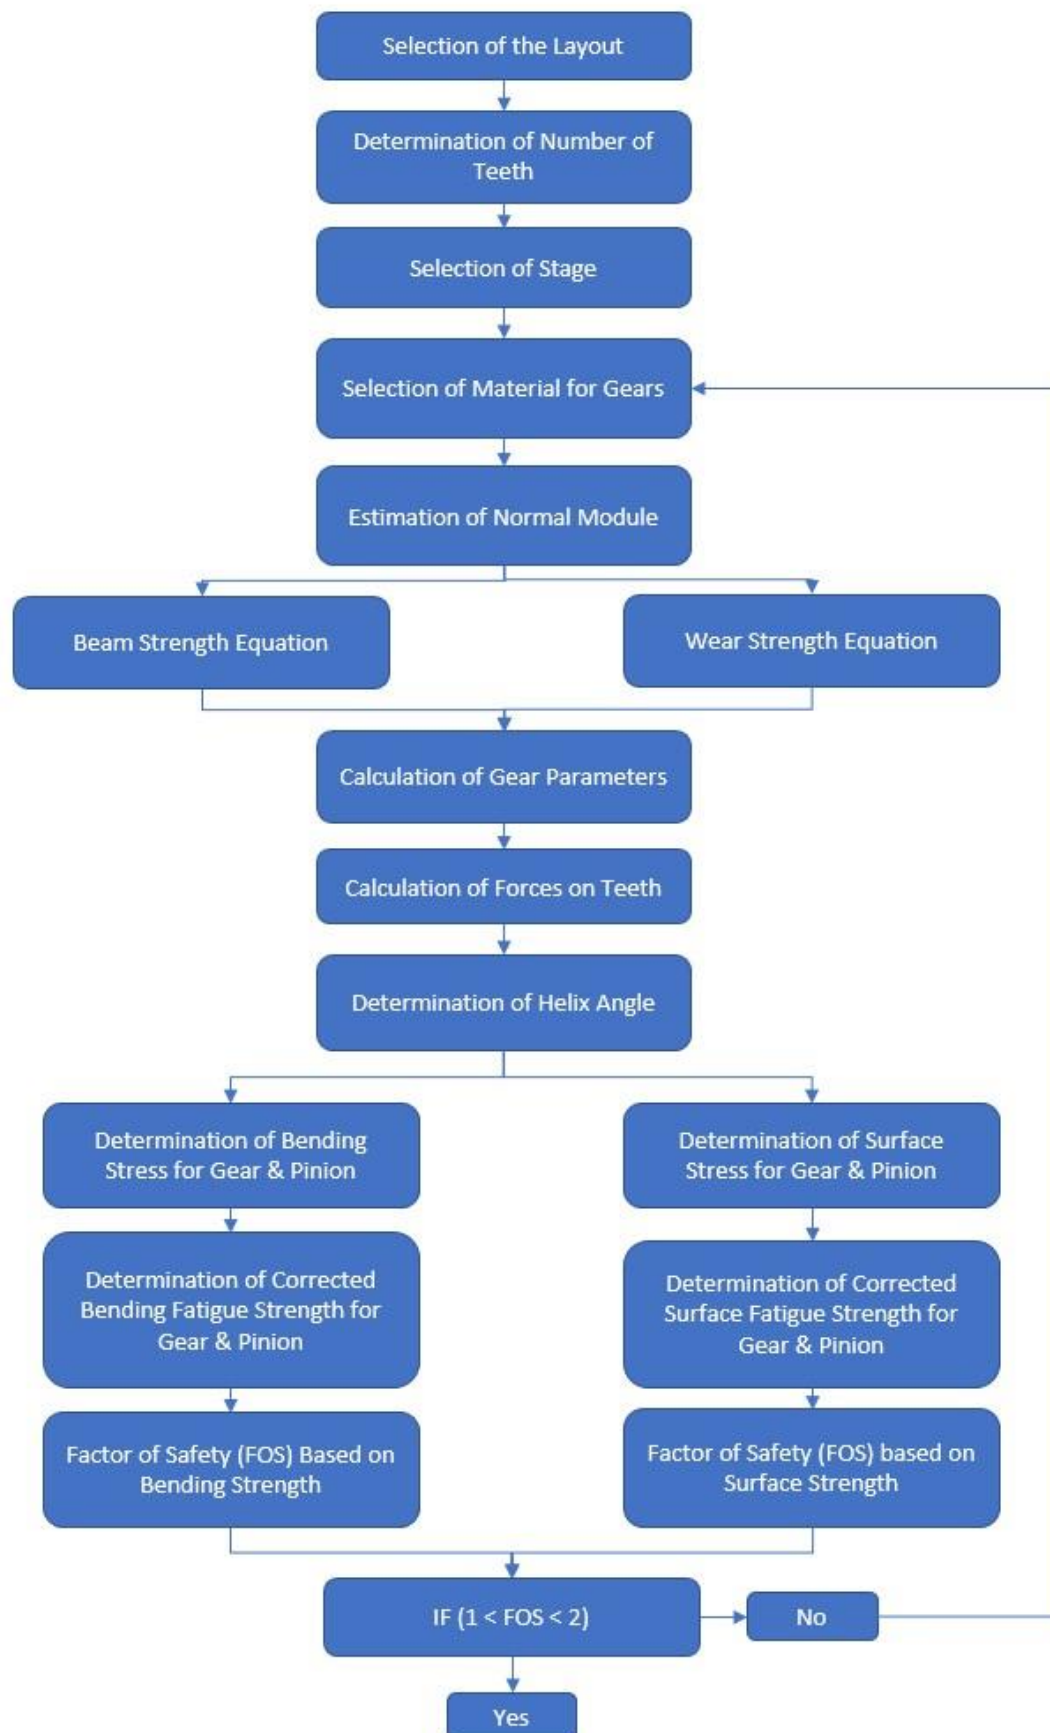 Selection of the Layout
Determination of Number of
Teeth
Selection of Stage
Selection of Material for Gears
Estimation of Normal Module
Beam Strength Equation
Wear Strength Equation
Calculation of Gear Parameters
Calculation of Forces on Teeth
Determination of Helix Angle
Determination of Bending
Stress for Gear & Pinion
Determination of Surface
Stress for Gear & Pinion
Determination of Corrected
Bending Fatigue Strength for
Gear & Pinion
Determination of Corrected
Surface Fatigue Strength for
Gear & Pinion
Factor of Safety (FOS) Based on
Bending Strength
Factor of Safety (FOS) based on
Surface Strength
IF (1 < FOS < 2)
No
Yes